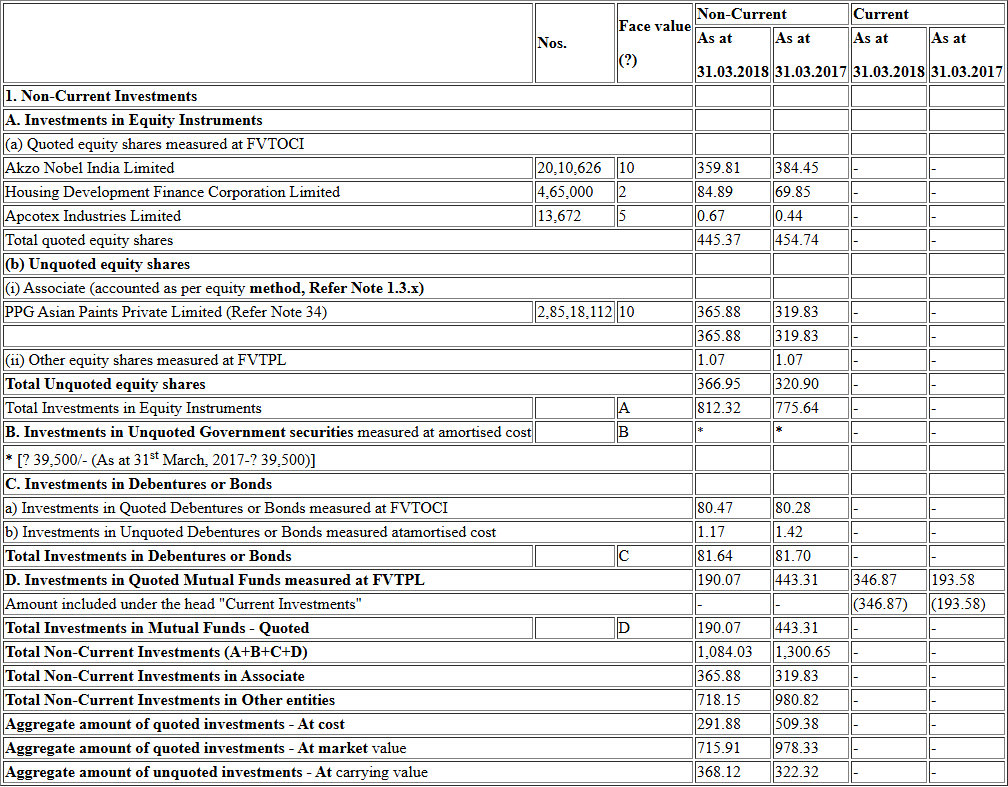 Nos. Face value (?) Non-Current Current
As at 31.03.2018 As at 31.03.2017 As at 31.03.2018 As at 31.03.2017
1. Non-Current Investments
A. Investments in Equity Instruments
(a) Quoted equity shares measured at FVTOCI
Akzo Nobel India Limited 20,10,626 10 359.81 384.45 - -
Housing Development Finance Corporation Limited 4,65,000 2 84.89 69.85 - -
Apcotex Industries Limited 13,672 5 0.67 0.44 - -
Total quoted equity shares 445.37 454.74 - -
(b) Unquoted equity shares
(i) Associate (accounted as per equity method, Refer Note 1.3.x)
PPG Asian Paints Private Limited (Refer Note 34) 2,85,18,112 10 365.88 319.83 - -
365.88 319.83 - -
(ii) Other equity shares measured at FVTPL 1.07 1.07 - -
Total Unquoted equity shares 366.95 320.90 - -
Total Investments in Equity Instruments A 812.32 775.64 - -
B. Investments in Unquoted Government securities measured at amortised cost B * * - -
* [? 39,500/- (As at 31st March, 2017-? 39,500)]
C. Investments in Debentures or Bonds
a) Investments in Quoted Debentures or Bonds measured at FVTOCI 80.47 80.28 - -
b) Investments in Unquoted Debentures or Bonds measured atamortised cost 1.17 1.42 - -
Total Investments in Debentures or Bonds C 81.64 81.70 - -
D. Investments in Quoted Mutual Funds measured at FVTPL 190.07 443.31 346.87 193.58
Amount included under the head "Current Investments" - - (346.87) (193.58)
Total Investments in Mutual Funds - Quoted D 190.07 443.31 - -
Total Non-Current Investments (A+B+C+D) 1,084.03 1,300.65 - -
Total Non-Current Investments in Associate 365.88 319.83 - -
Total Non-Current Investments in Other entities 718.15 980.82 - -
Aggregate amount of quoted investments - At cost 291.88 509.38 - -
Aggregate amount of quoted investments - At market value 715.91 978.33 - -
Aggregate amount of unquoted investments - At carrying value 368.12 322.32 - -